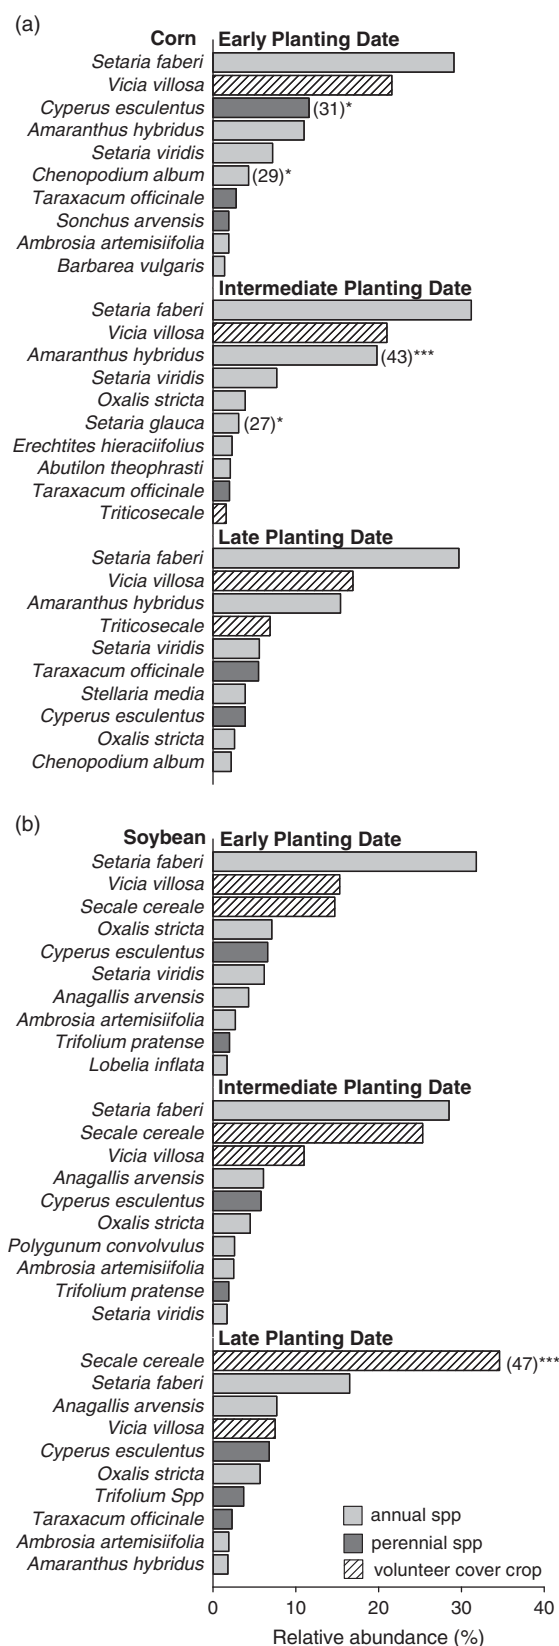 (a)
Corn Early Planting Date
Setaria faberi
Vicia villosa
Cyperus esculentus (31)*
Amaranthus hybridus
Setaria viridis
Chenopodium album (29)*
Taraxacum officinale
Sonchus arvensis
Ambrosia artemisiifolia
Barbarea vulgaris
Intermediate Planting Date
Setaria faberi
Vicia villosa
Amaranthus hybridus (43)***
Setaria viridis
Oxalis stricta
Setaria glauca (27)*
Erechtites hieraciifolius
Abutilon theophrasti
Taraxacum officinale
Triticosecale
Late Planting Date
Setaria faberi
Vicia villosa
Amaranthus hybridus
Triticosecale
Setaria viridis
Taraxacum officinale
Stellaria media
Cyperus esculentus
Oxalis stricta
Chenopodium album
(b)
Soybean Early Planting Date
Setaria faberi
Vicia villosa
Secale cereale
Oxalis stricta
Cyperus esculentus
Setaria viridis
Anagallis arvensis
Ambrosia artemisiifolia
Trifolium pratense
Lobelia inflata
Intermediate Planting Date
Setaria faberi
Secale cereale
Vicia villosa
Anagallis arvensis
Cyperus esculentus
Oxalis stricta
Polygunum convolvulus
Ambrosia artemisiifolia
Trifolium pratense
Setaria viridis
Late Planting Date
Secale cereale (47)***
Setaria faberi
Anagallis arvensis
Vicia villosa
Cyperus esculentus
Oxalis stricta
Trifolium Spp
Taraxacum officinale
Ambrosia artemisiifolia
Amaranthus hybridus
annual spp
perennial spp
volunteer cover crop
0 10 20 30 40
Relative abundance (%)